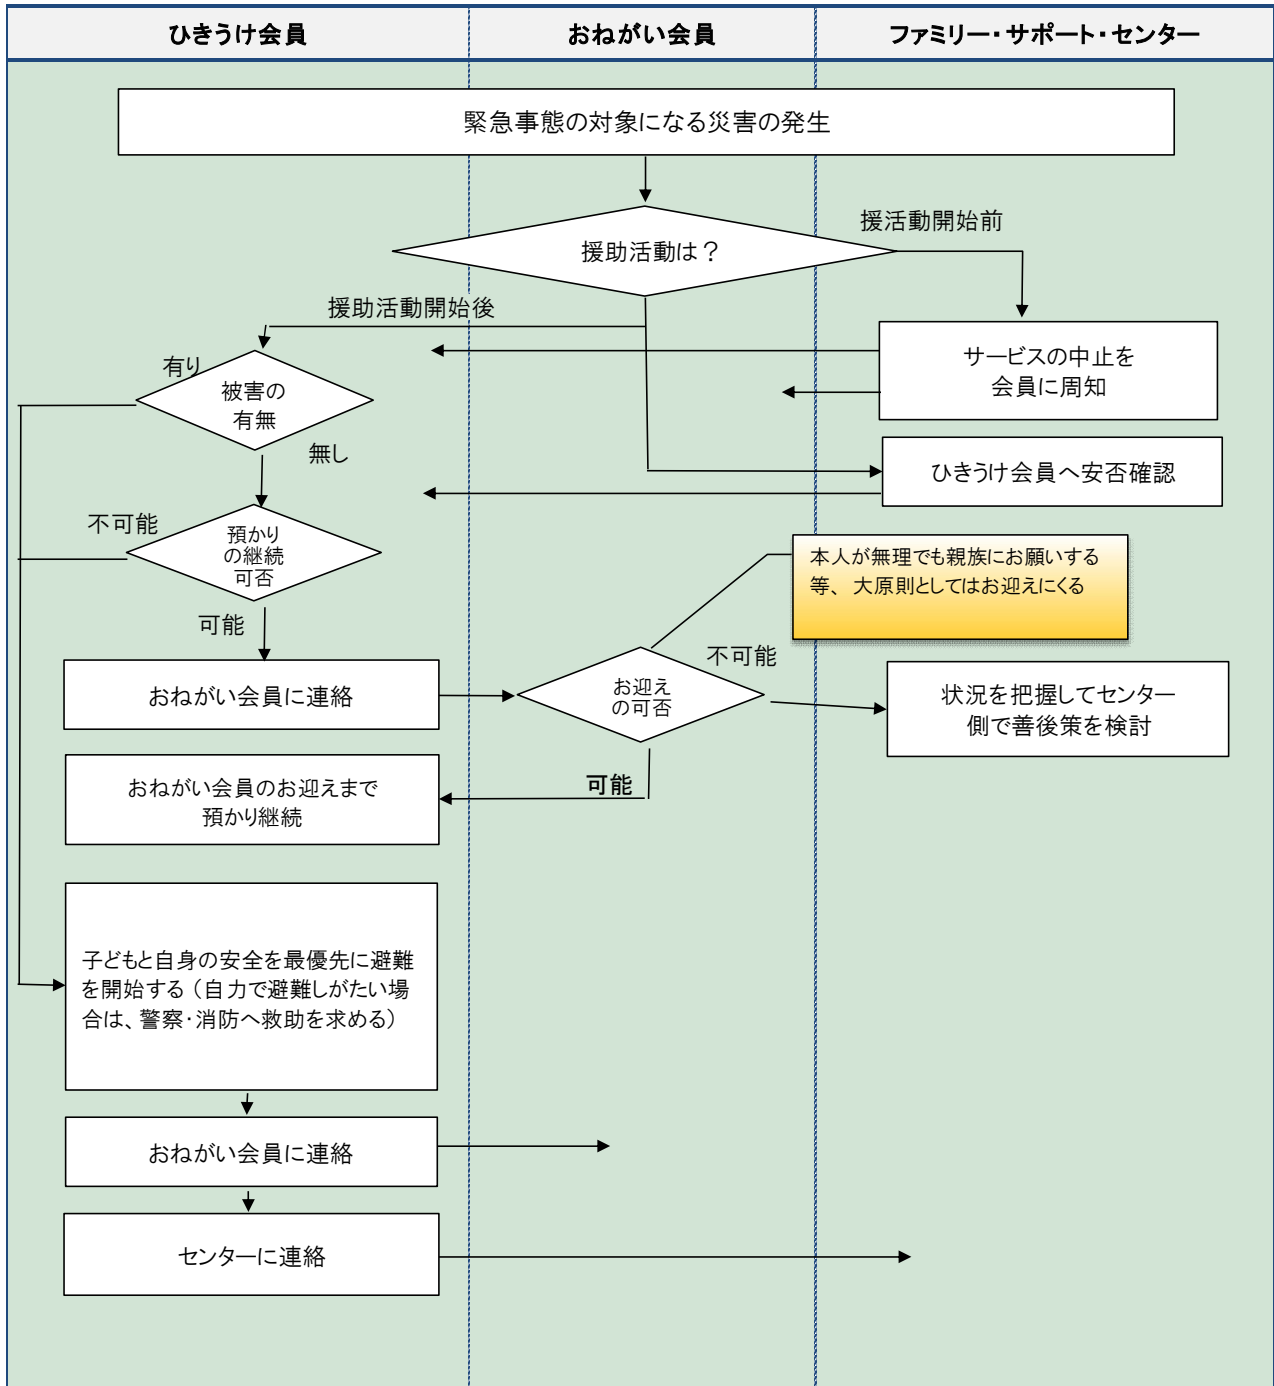 ひきうけ会員
おねがい会員
ファミリー・サポート・センター
緊急事態の対象になる災害の発生
援助活動は？
援活動開始前
援助活動開始後
サービスの中止を
会員に周知
有り
被害の
有無
無し
ひきうけ会員へ安否確認
不可能
預かり
の継続
可否
本人が無理でも親族にお願いする
等、大原則としてはお迎えにくる
可能
不可能
おねがい会員に連絡
お迎え
の可否
状況を把握してセンター
側で善後策を検討
可能
おねがい会員のお迎えまで
預かり継続
子どもと自身の安全を最優先に避難
を開始する（自力で避難しがたい場
合は、警察・消防へ救助を求める）
おねがい会員に連絡
センターに連絡